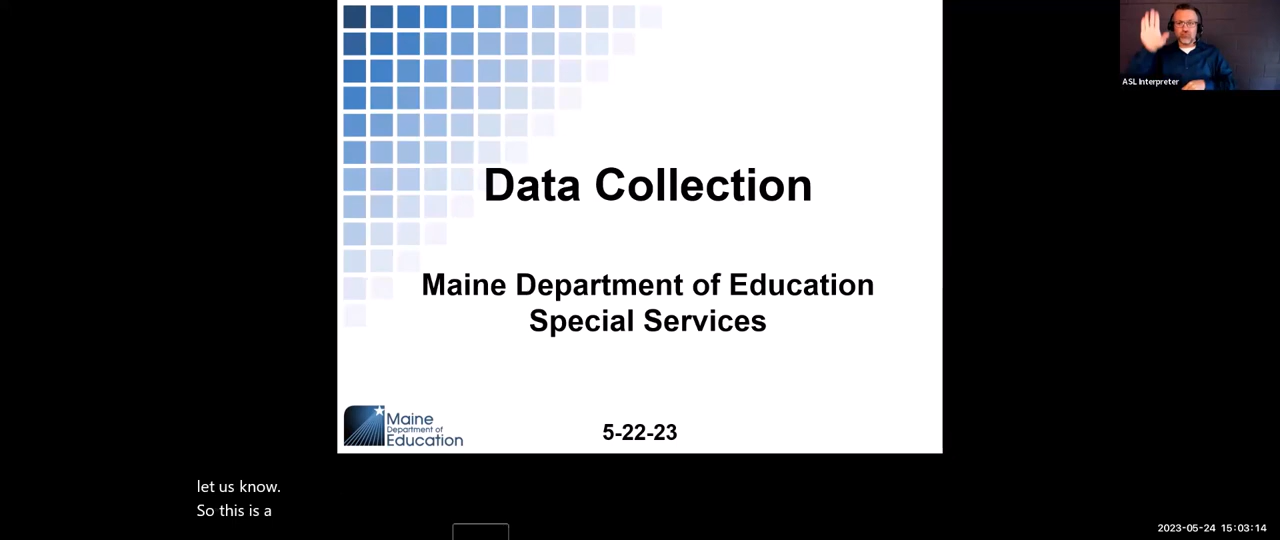 ASL Interpreter
Data Collection
Maine Department of Education
Special Services
Maine
Department of
Education
5-22-23
let us know.
So this is a
2023-05-24 15:03:14